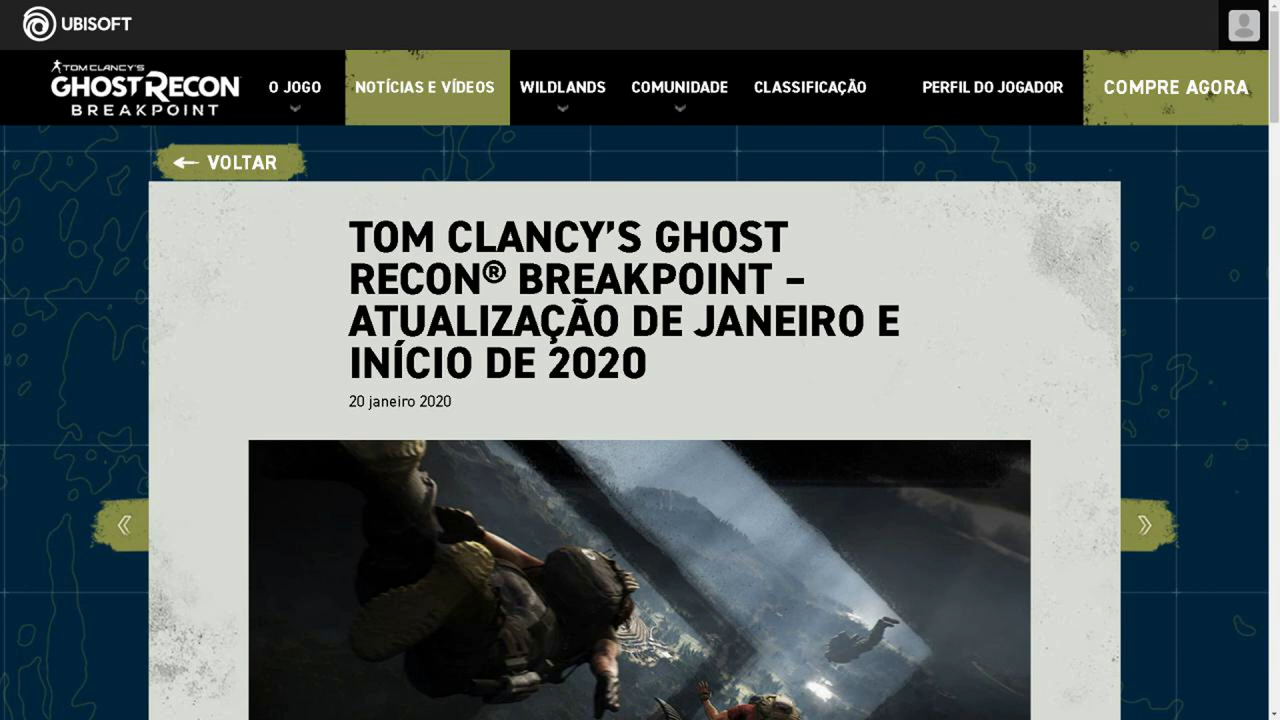 UBISOFT
TOM CLANCY'S
GHOST RECON
BREAKPOINT
O JOGO
NOTÍCIAS E VÍDEOS
WILDLANDS
COMUNIDADE
CLASSIFICAÇÃO
PERFIL DO JOGADOR
COMPRE AGORA
VOLTAR
TOM CLANCY’S GHOST
RECON® BREAKPOINT –
ATUALIZAÇÃO DE JANEIRO E
INÍCIO DE 2020
20 janeiro 2020